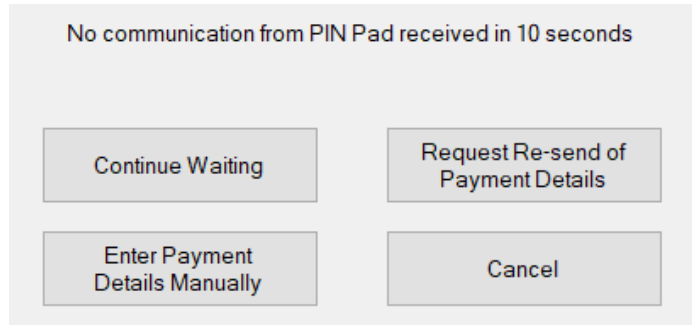 No communication from PIN Pad received in 10 seconds
Continue Waiting
Request Re-send of
Payment Details
Enter Payment
Details Manually
Cancel